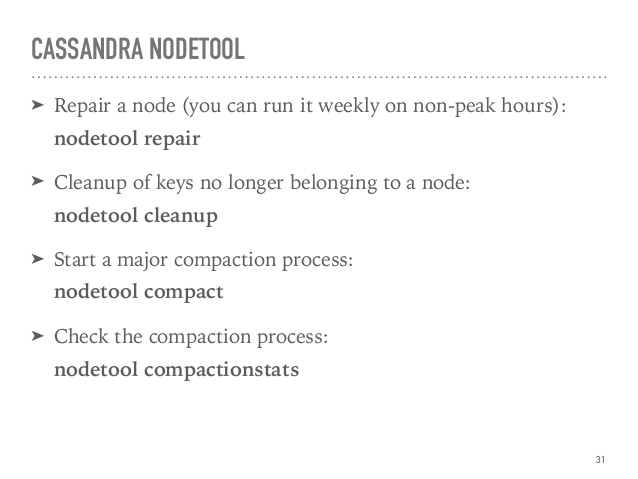 CASSANDRA NODETOOL
➤ Repair a node (you can run it weekly on non-peak hours):
nodetool repair
➤ Cleanup of keys no longer belonging to a node:
nodetool cleanup
➤ Start a major compaction process:
nodetool compact
➤ Check the compaction process:
nodetool compactionstats
31